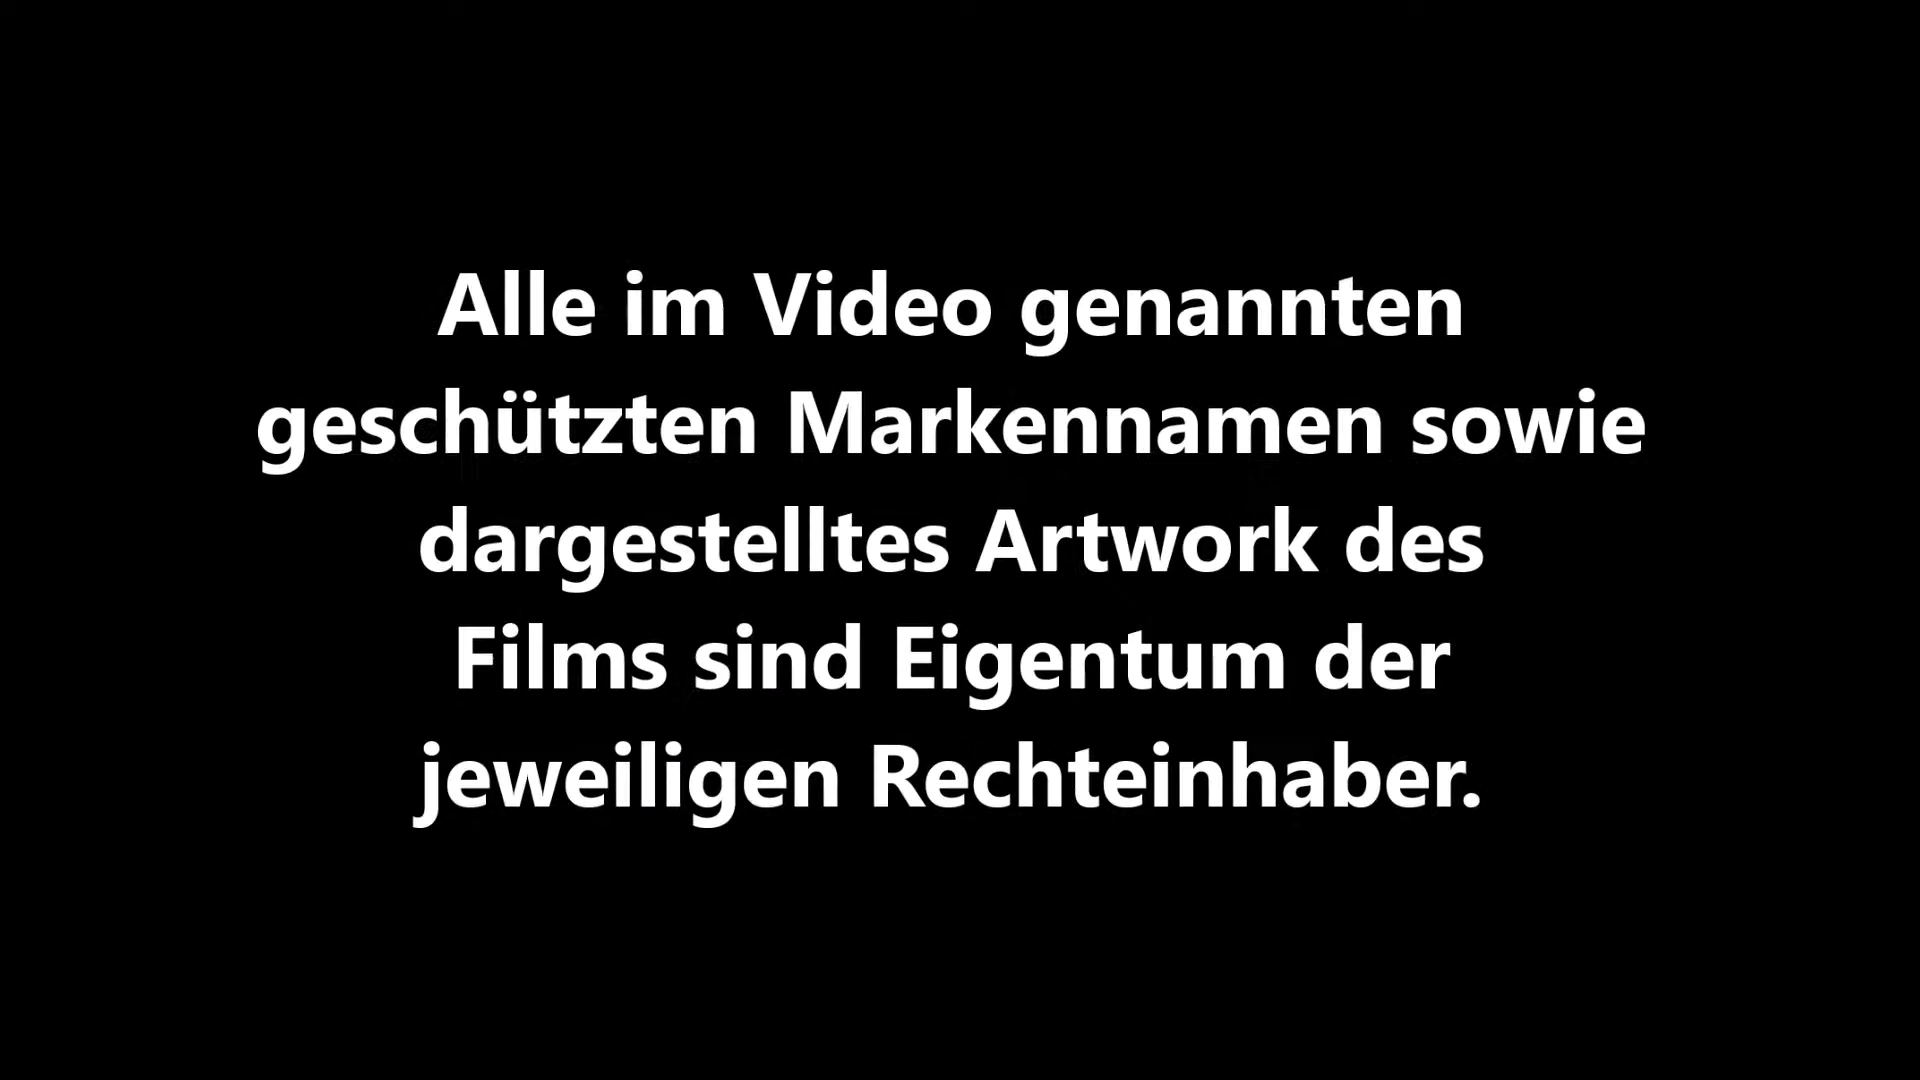 Alle im Video genannten
geschützten Markennamen sowie
dargestelltes Artwork des
Films sind Eigentum der
jeweiligen Rechteinhaber.